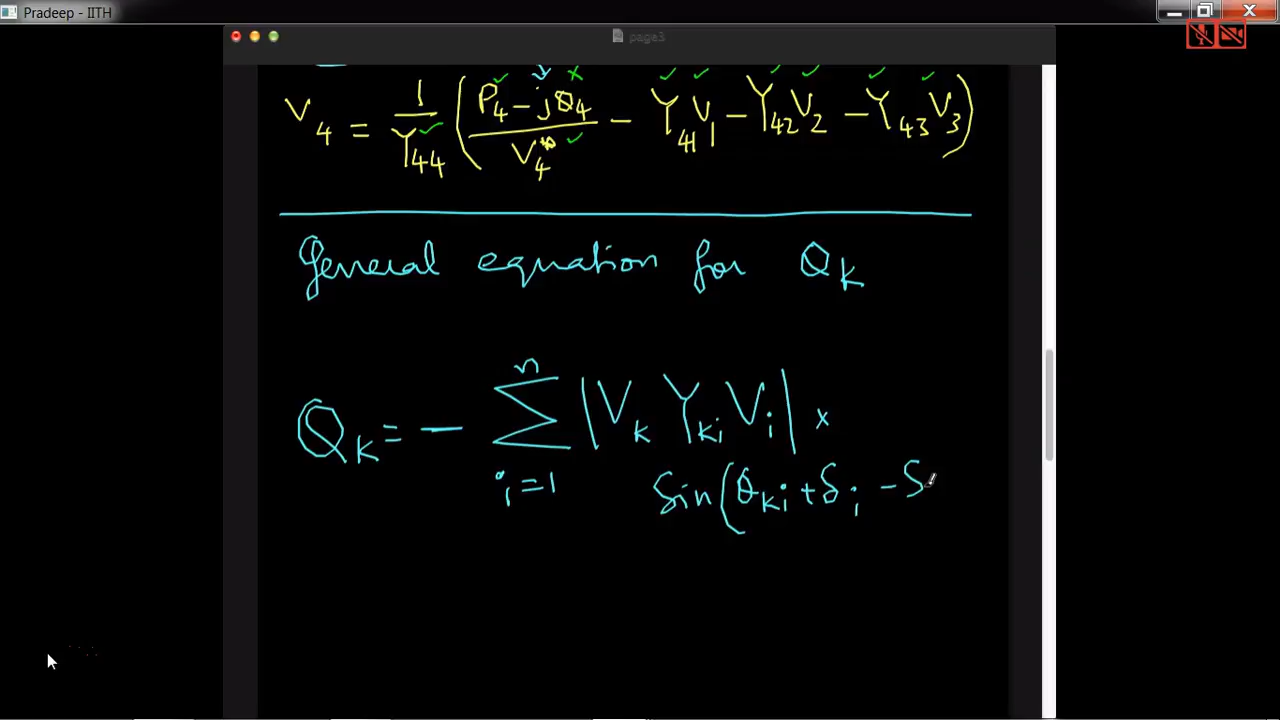 Pradeep - IITH
page3
V₄ = 1/Y₄₄ ( (P₄ - jQ₄)/V₄* - Y₄₁V₁ - Y₄₂V₂ - Y₄₃V₃ )
General equation for Qk
Qk = - Σ_{i=1}^{n} |Vk Yki Vi| ×
Sin(θki + δi - δ